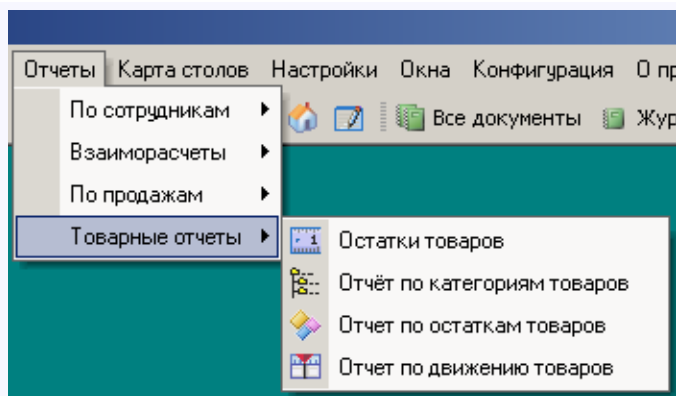 Отчеты Карта столов Настройки Окна Конфигурация О
По сотрудникам
Все документы
Взаиморасчеты
По продажам
Товарные отчеты
Остатки товаров
Отчёт по категориям товаров
Отчет по остаткам товаров
Отчет по движению товаров